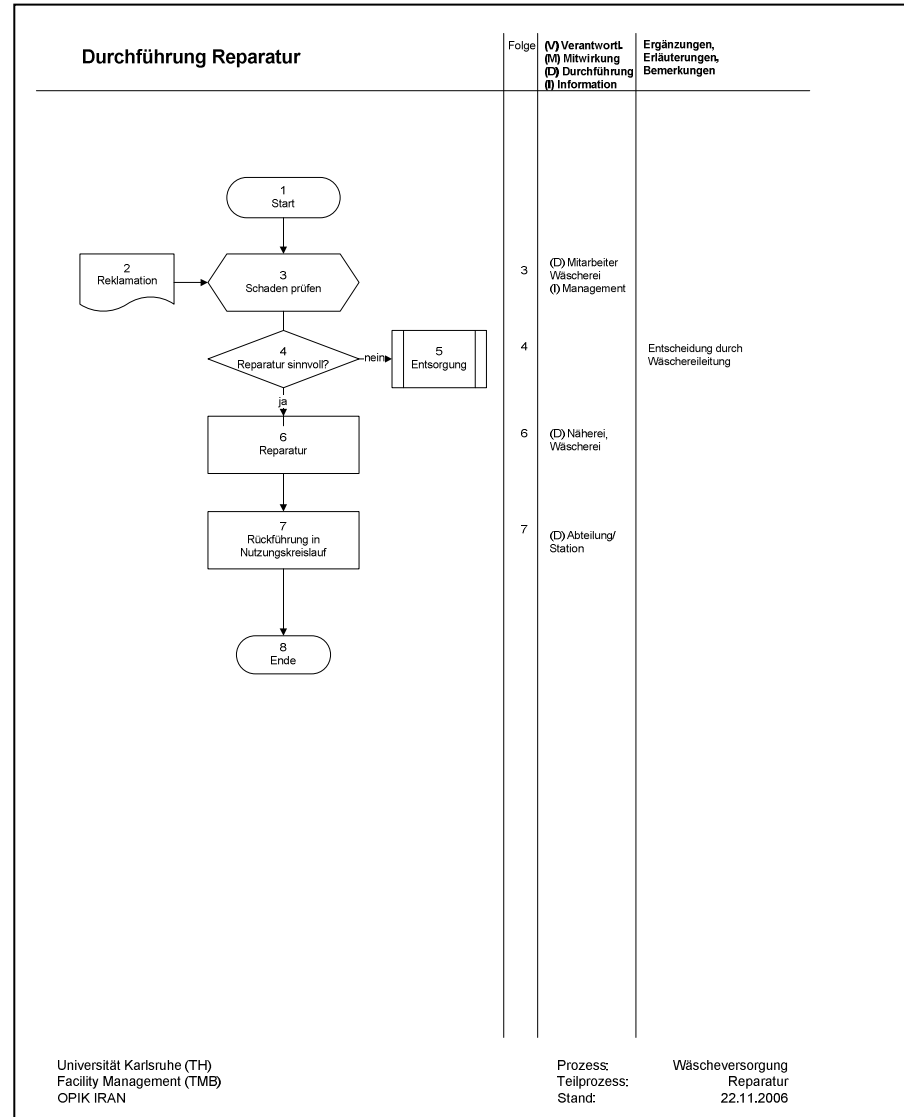 Durchführung Reparatur
Folge
(V) Verantwortl.
(M) Mitwirkung
(D) Durchführung
(I) Information
Ergänzungen,
Erläuterungen,
Bemerkungen
1
Start
2
Reklamation
3
Schaden prüfen
3
(D) Mitarbeiter
Wäscherei
(I) Management
4
Reparatur sinnvoll?
nein
5
Entsorgung
4
Entscheidung durch
Wäschereileitung
ja
6
Reparatur
6
(D) Näherei,
Wäscherei
7
Rückführung in
Nutzungskreislauf
7
(D) Abteilung/
Station
8
Ende
Universität Karlsruhe (TH)
Facility Management (TMB)
OPIK IRAN
Prozess: Wäscheversorgung
Teilprozess: Reparatur
Stand: 22.11.2006